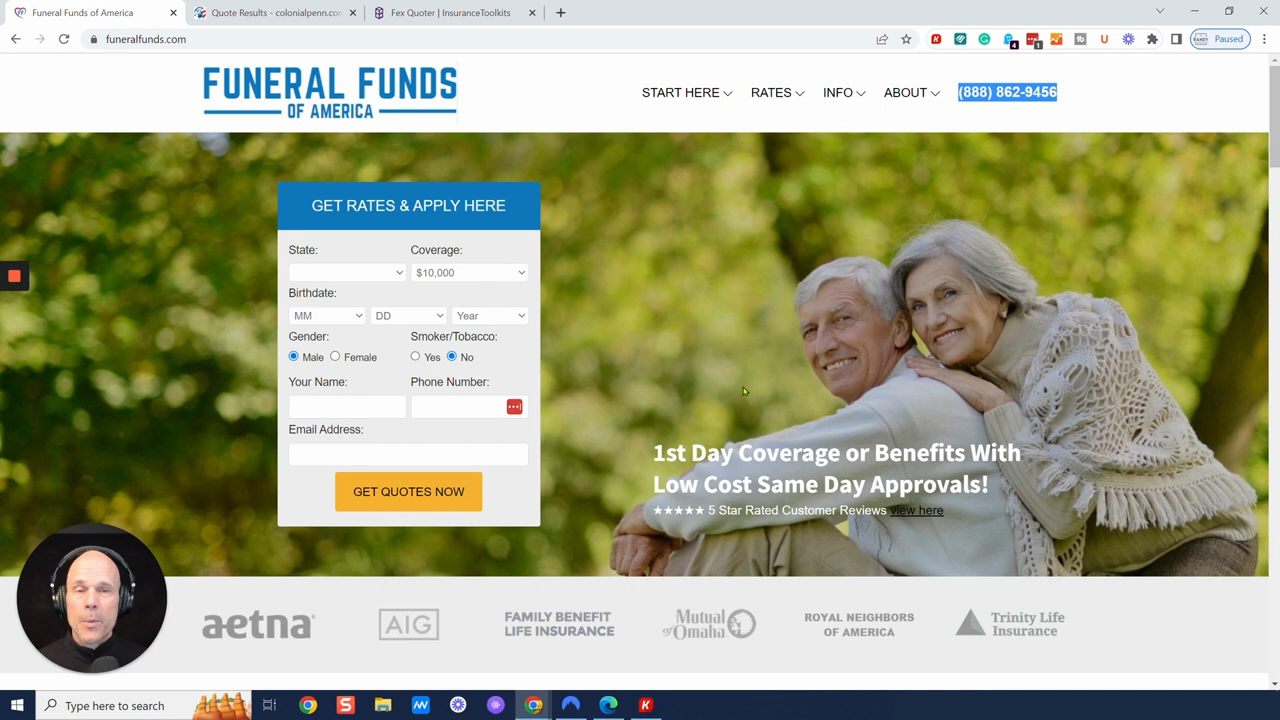 Funeral Funds of America
Quote Results - colonialpenn.con
Fex Quoter | InsuranceToolkits
funeralfunds.com
4
1
Paused
FUNERAL FUNDS
OF AMERICA
START HERE
RATES
INFO
ABOUT
(888) 862-9456
GET RATES & APPLY HERE
State:
Coverage:
$10,000
Birthdate:
MM
DD
Year
Gender:
Smoker/Tobacco:
Male
Female
Yes
No
Your Name:
Phone Number:
Email Address:
GET QUOTES NOW
1st Day Coverage or Benefits With
Low Cost Same Day Approvals!
★★★★★ 5 Star Rated Customer Reviews view here
aetna
AIG
FAMILY BENEFIT
LIFE INSURANCE
Mutual
of Omaha
ROYAL NEIGHBORS
OF AMERICA
Trinity Life
Insurance
Type here to search